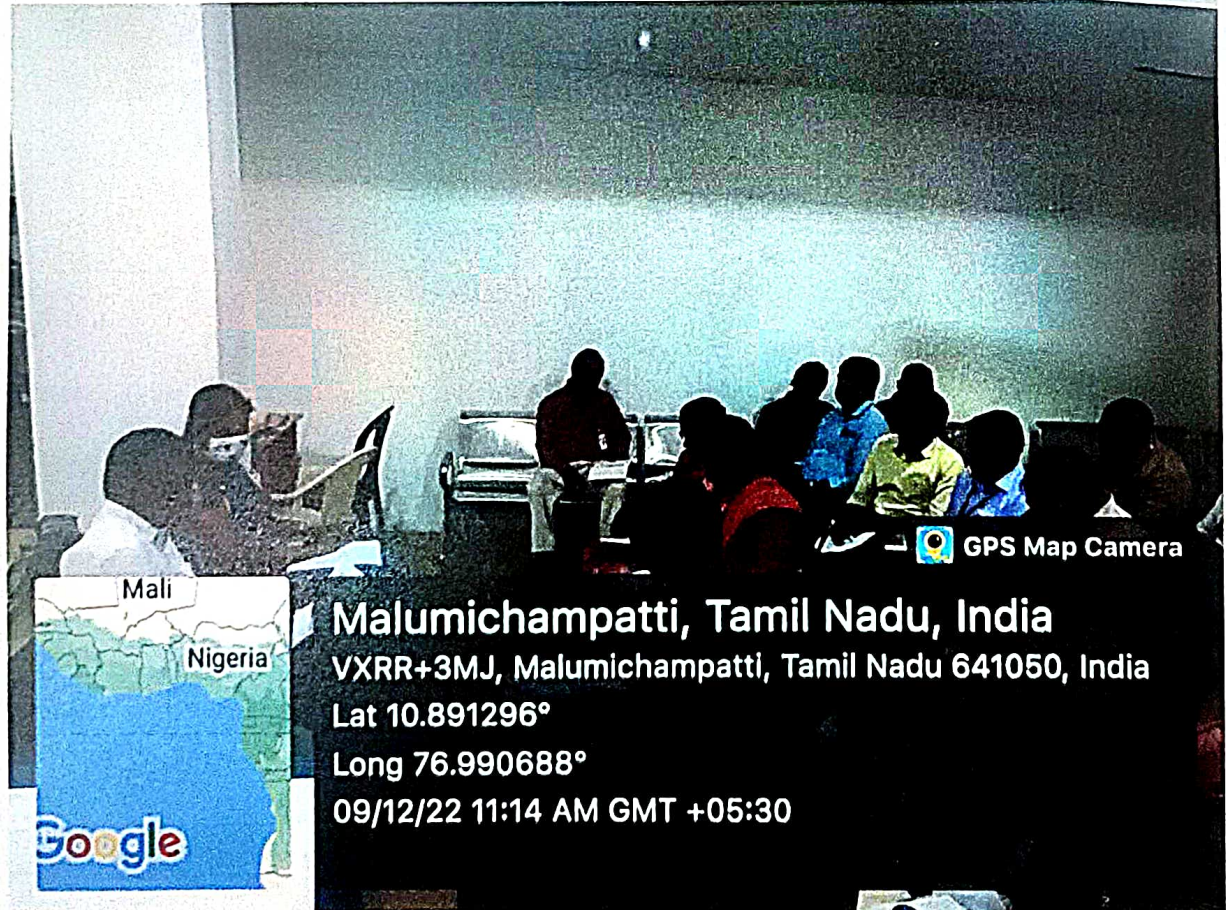 GPS Map Camera
Mali
Nigeria
Google
Malumichampatti, Tamil Nadu, India
VXRR+3MJ, Malumichampatti, Tamil Nadu 641050, India
Lat 10.891296°
Long 76.990688°
09/12/22 11:14 AM GMT +05:30